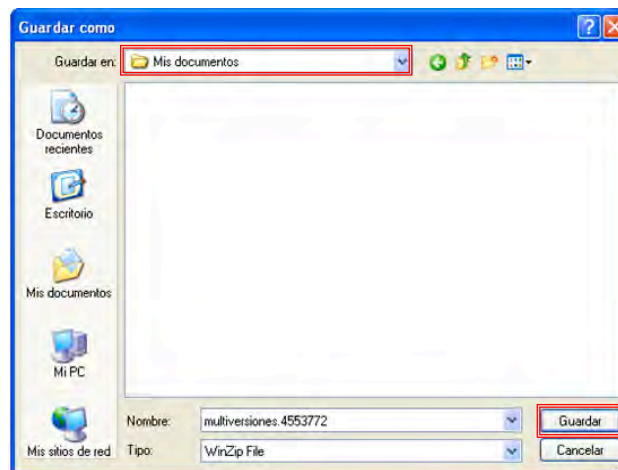 Guardar como
Guardar en: Mis documentos
Documentos
recientes
Escritorio
Mis documentos
Mi PC
Mis sitios de red
Nombre: multiversiones.4553772 Guardar
Tipo: WinZip File Cancelar